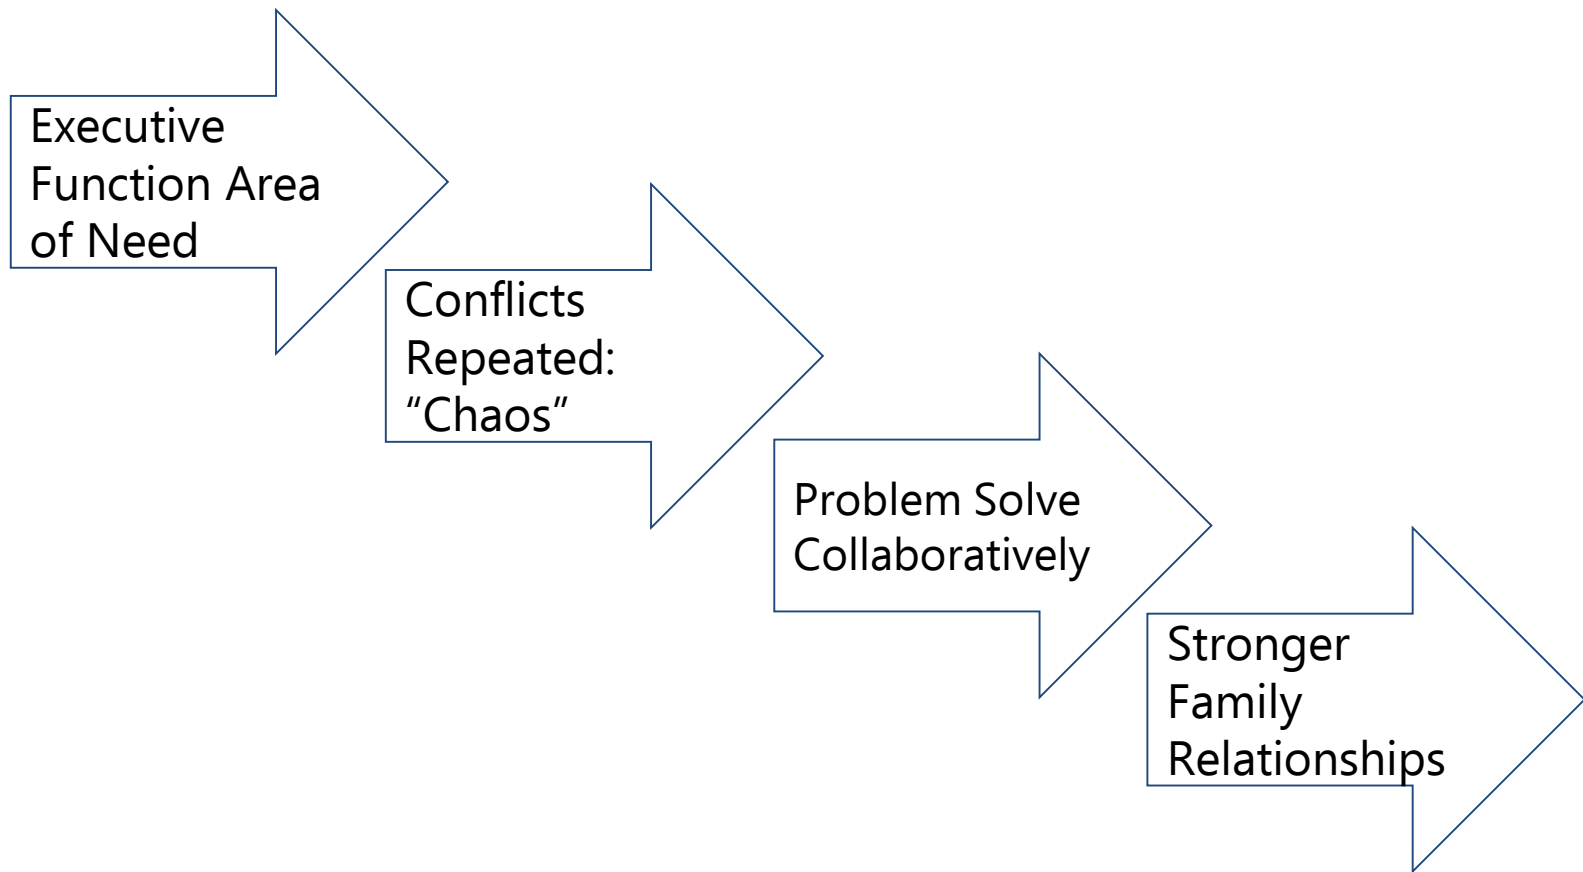 Executive
Function Area
of Need
Conflicts
Repeated:
“Chaos”
Problem Solve
Collaboratively
Stronger
Family
Relationships